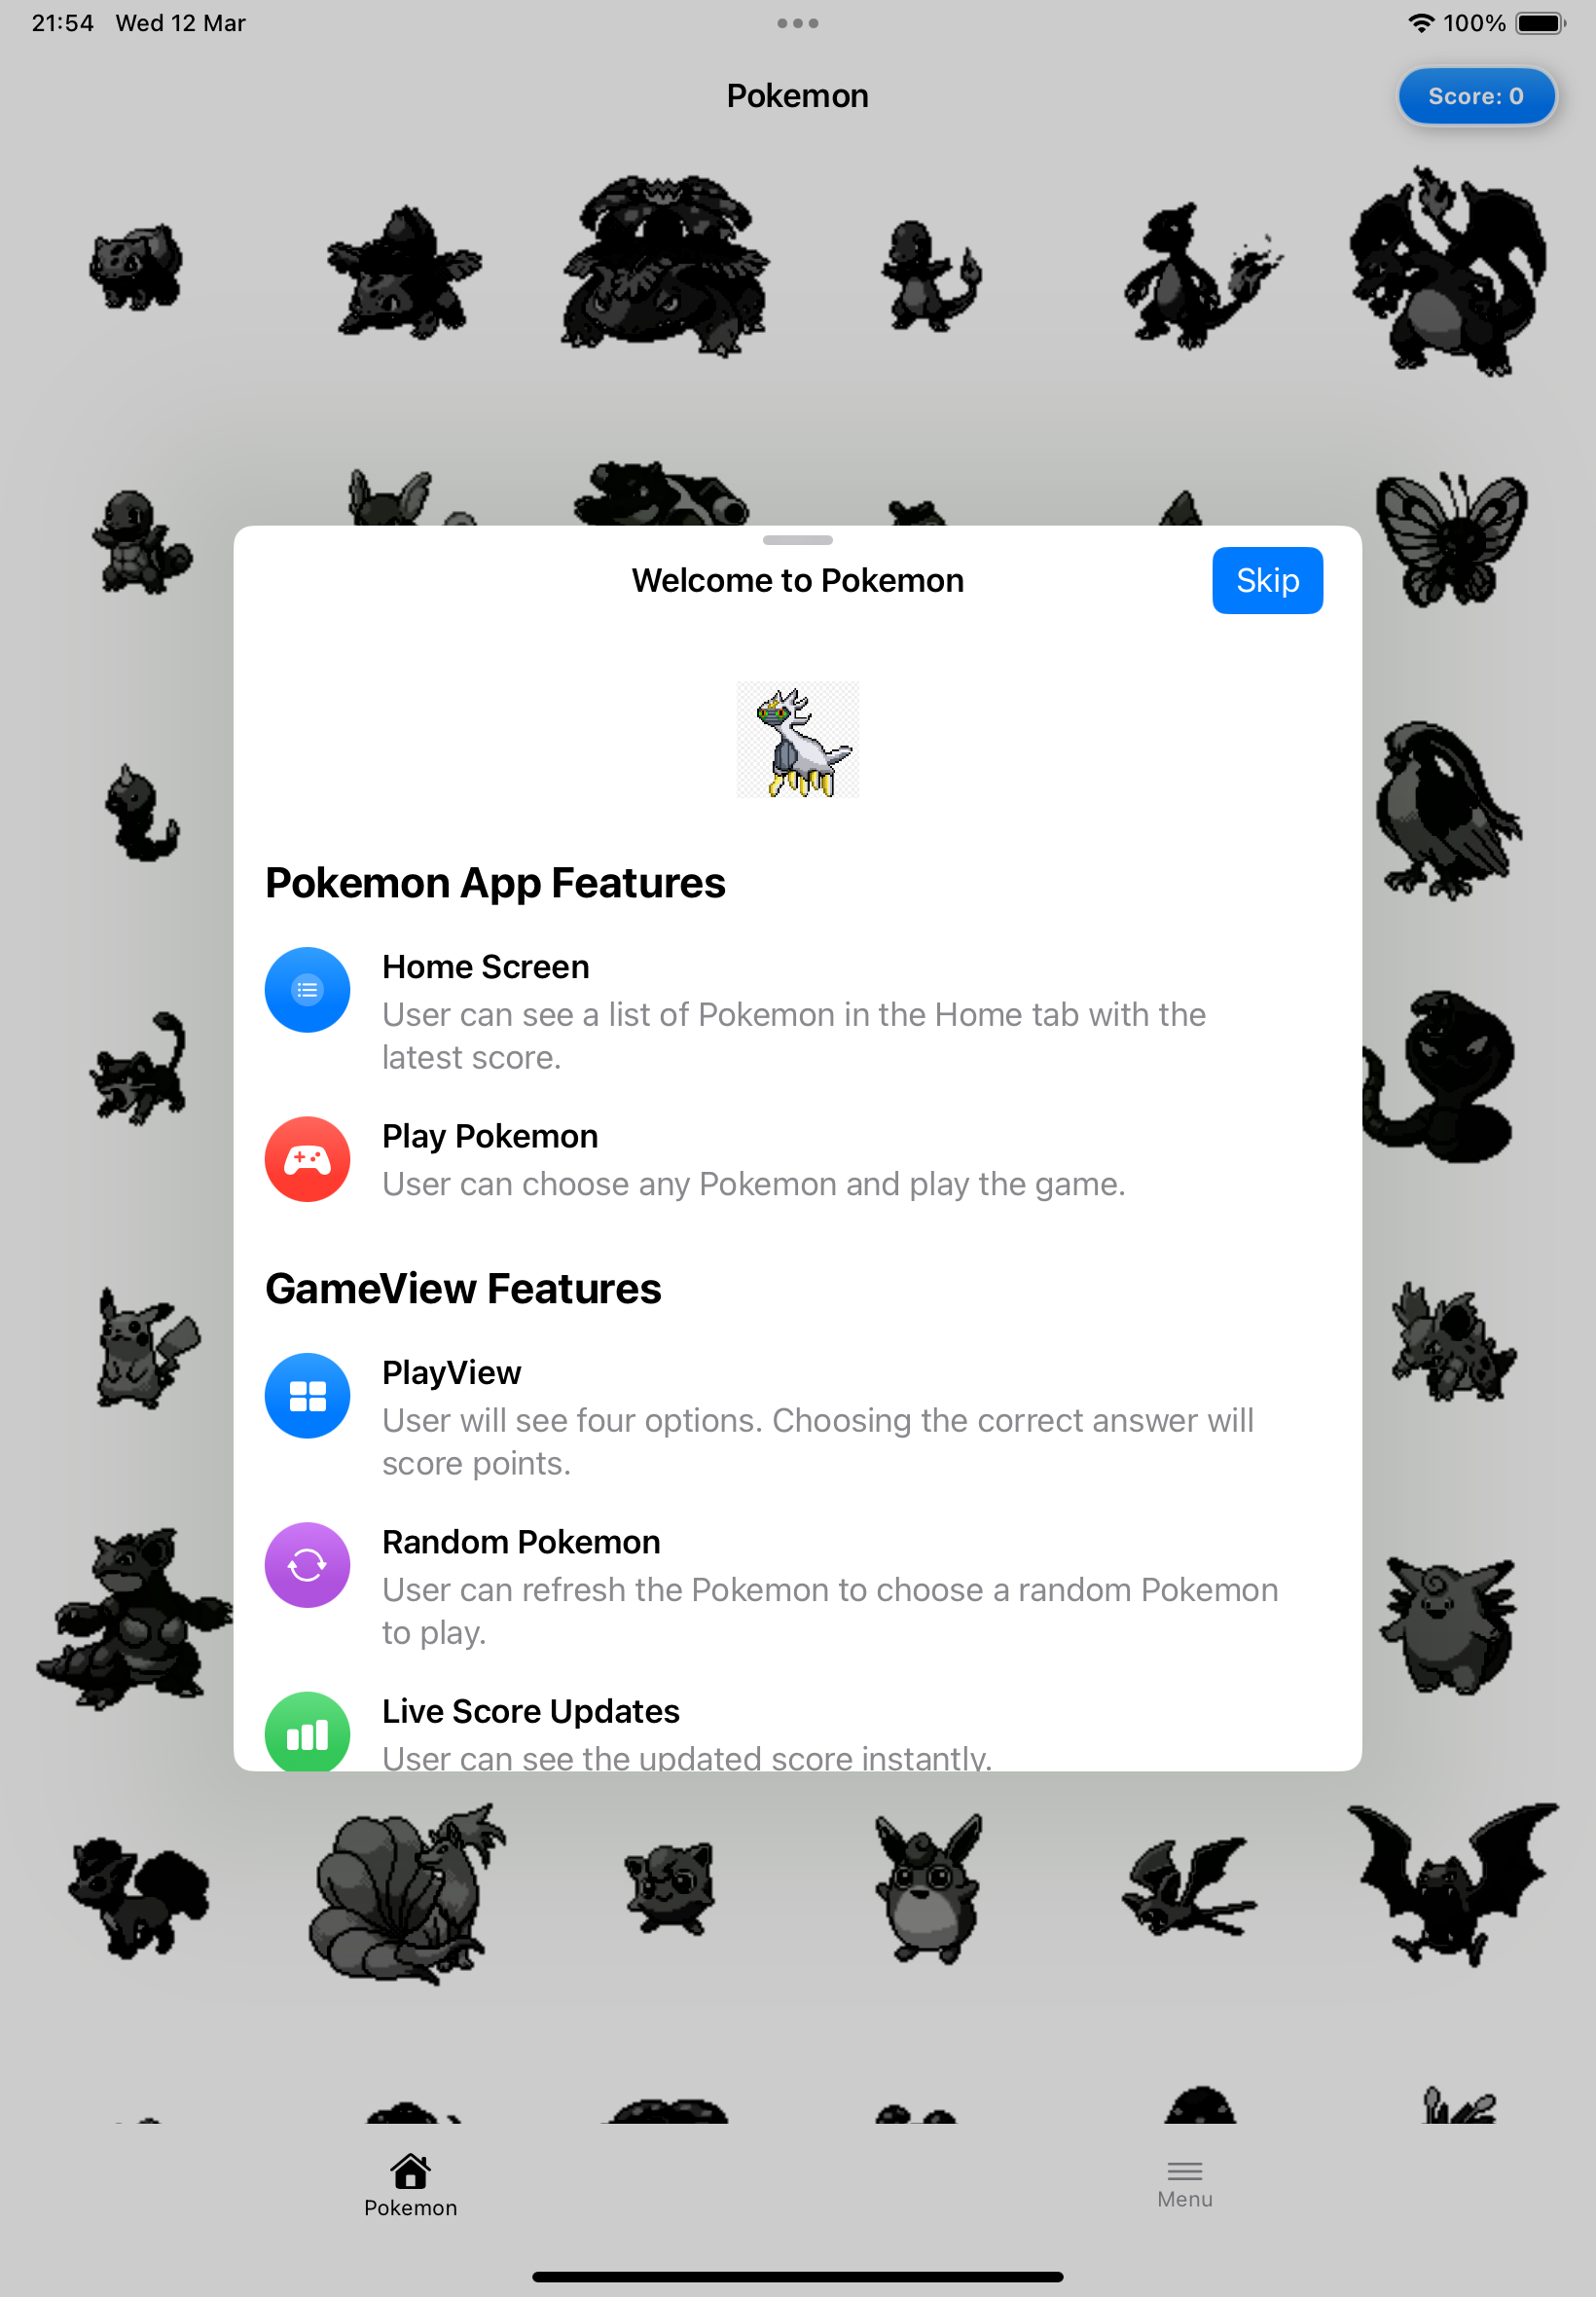 21:54 Wed 12 Mar
100%
Pokemon
Score: 0
Welcome to Pokemon
Skip
Pokemon App Features
Home Screen
User can see a list of Pokemon in the Home tab with the
latest score.
Play Pokemon
User can choose any Pokemon and play the game.
GameView Features
PlayView
User will see four options. Choosing the correct answer will
score points.
Random Pokemon
User can refresh the Pokemon to choose a random Pokemon
to play.
Live Score Updates
User can see the updated score instantly.
Pokemon
Menu